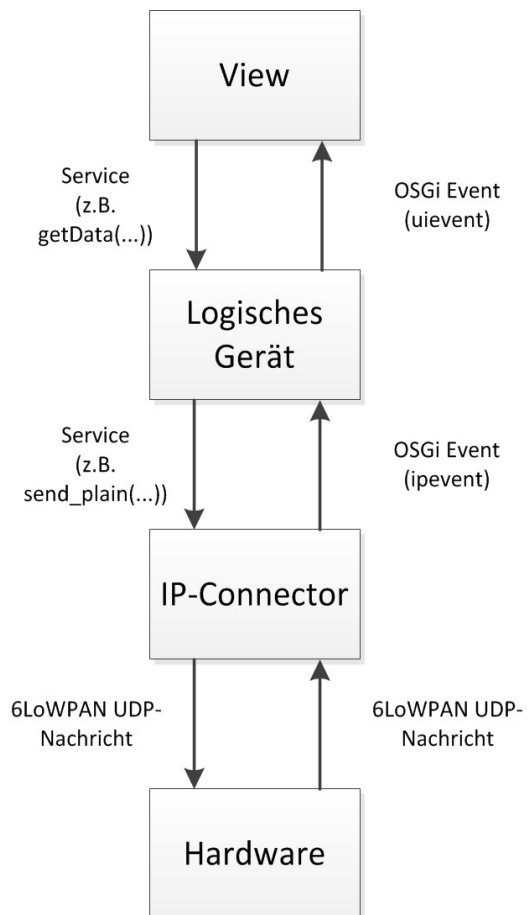 View
Service
(z.B.
getData(...))
OSGi Event
(uievent)
Logisches
Gerät
Service
(z.B.
send_plain(...))
OSGi Event
(ipevent)
IP-Connector
6LoWPAN UDP-
Nachricht
6LoWPAN UDP-
Nachricht
Hardware